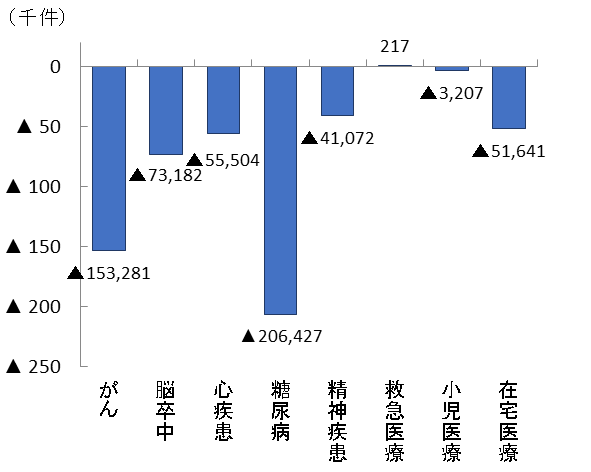 （千件）
217
0
▲ 3,207
▲ 50
▲ 41,072
▲ 51,641
▲ 55,504
▲ 73,182
▲ 100
▲ 150
▲ 153,281
▲ 200
▲ 206,427
▲ 250
がん
脳卒中
心疾患
糖尿病
精神疾患
救急医療
小児医療
在宅医療